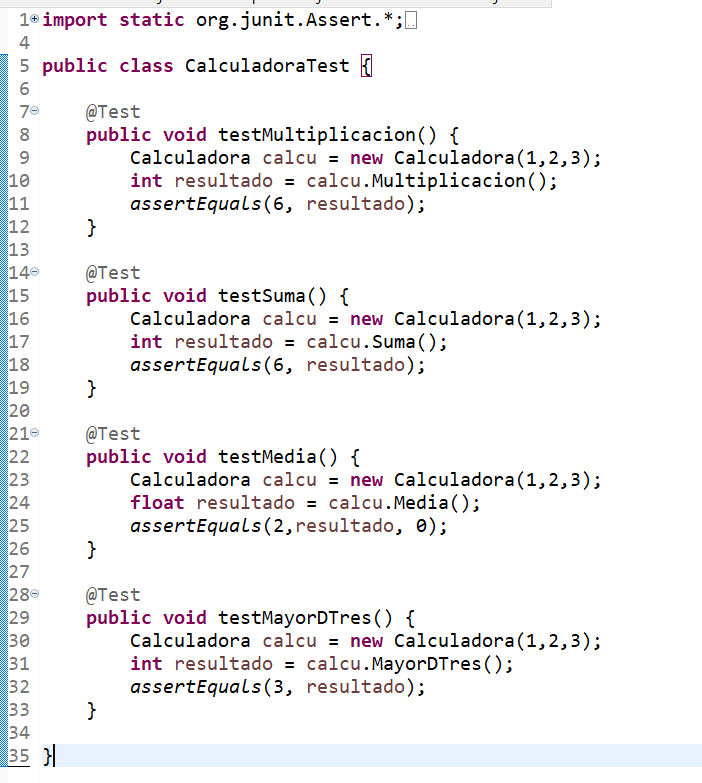 1 import static org.junit.Assert.*;
4
5 public class CalculadoraTest {
6
7 @Test
8 public void testMultiplicacion() {
9 Calculadora calcu = new Calculadora(1,2,3);
10 int resultado = calcu.Multiplicacion();
11 assertEquals(6, resultado);
12 }
13
14 @Test
15 public void testSuma() {
16 Calculadora calcu = new Calculadora(1,2,3);
17 int resultado = calcu.Suma();
18 assertEquals(6, resultado);
19 }
20
21 @Test
22 public void testMedia() {
23 Calculadora calcu = new Calculadora(1,2,3);
24 float resultado = calcu.Media();
25 assertEquals(2,resultado, 0);
26 }
27
28 @Test
29 public void testMayorDTres() {
30 Calculadora calcu = new Calculadora(1,2,3);
31 int resultado = calcu.MayorDTres();
32 assertEquals(3, resultado);
33 }
34
35 }